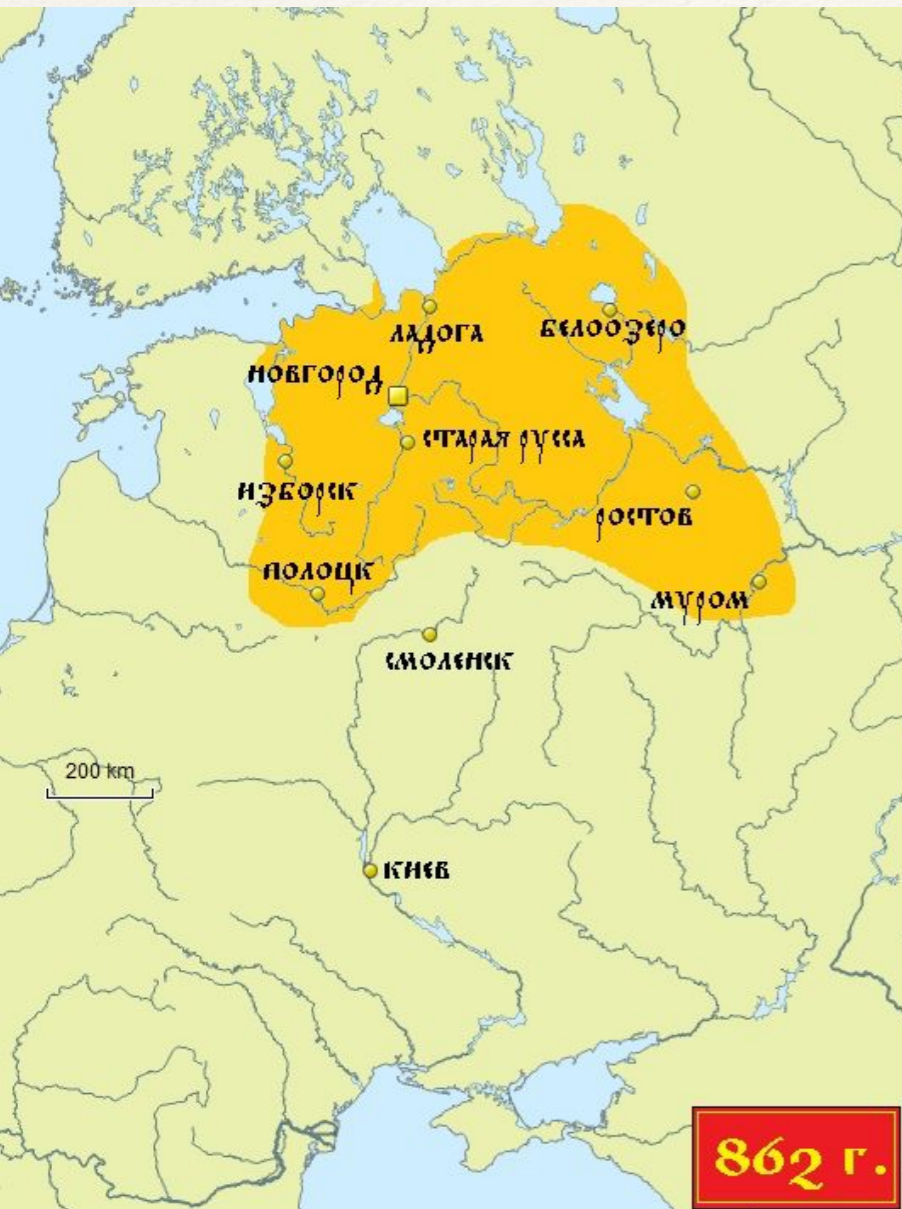 ЛАДОГА
БЕЛООЗЕРО
НОВГОРОД
СТАРАЯ РУССА
ИЗБОРСК
РОСТОВ
ПОЛОЦК
МУРОМ
СМОЛЕНСК
200 km
КИЕВ
862 г.